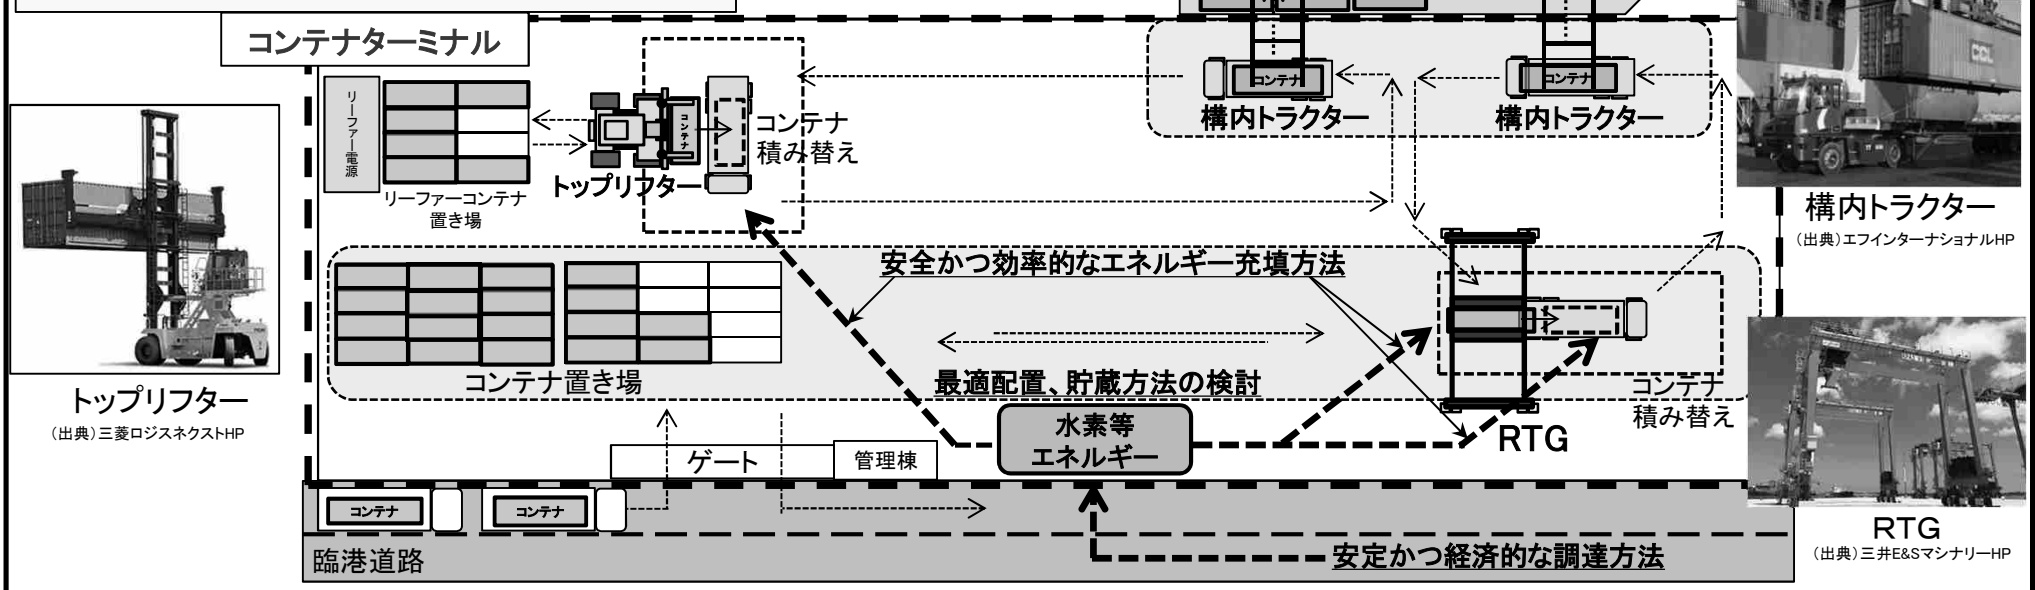 コンテナターミナル
リーファー電源
リーファーコンテナ
置き場
トップリフター
コンテナ
コンテナ
積み替え
コンテナ
構内トラクター
コンテナ
構内トラクター
構内トラクター
(出典)エフインターナショナルHP
トップリフター
(出典)三菱ロジスネクストHP
安全かつ効率的なエネルギー充填方法
コンテナ置き場
最適配置、貯蔵方法の検討
コンテナ
積み替え
RTG
水素等
エネルギー
ゲート
管理棟
コンテナ
コンテナ
臨港道路
安定かつ経済的な調達方法
RTG
(出典)三井E&SマシナリーHP
CCL